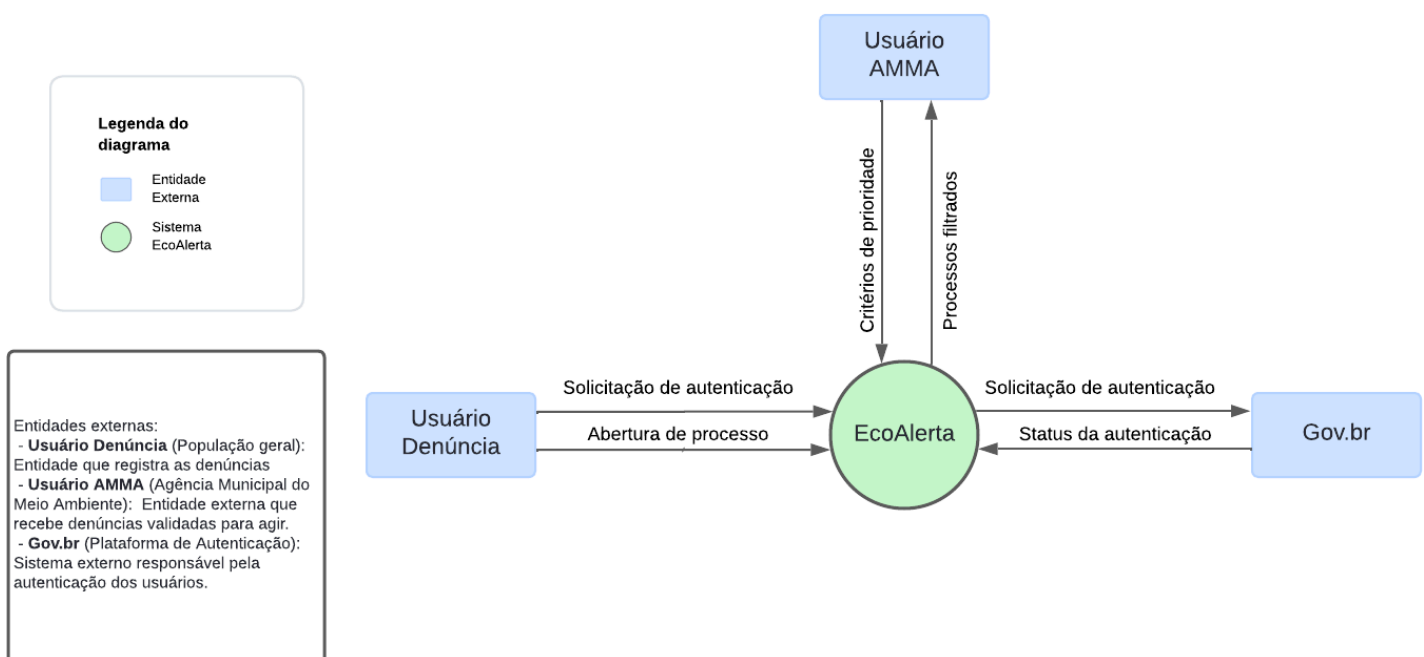 Legenda do
diagrama
Entidade
Externa
Sistema
EcoAlerta
Entidades externas:
- Usuário Denúncia (População geral):
Entidade que registra as denúncias
- Usuário AMMA (Agência Municipal do
Meio Ambiente):  Entidade externa que
recebe denúncias validadas para agir.
- Gov.br (Plataforma de Autenticação):
Sistema externo responsável pela
autenticação dos usuários.
Usuário
AMMA
Critérios de prioridade
Processos filtrados
Usuário
Denúncia
Solicitação de autenticação
Abertura de processo
EcoAlerta
Solicitação de autenticação
Status da autenticação
Gov.br